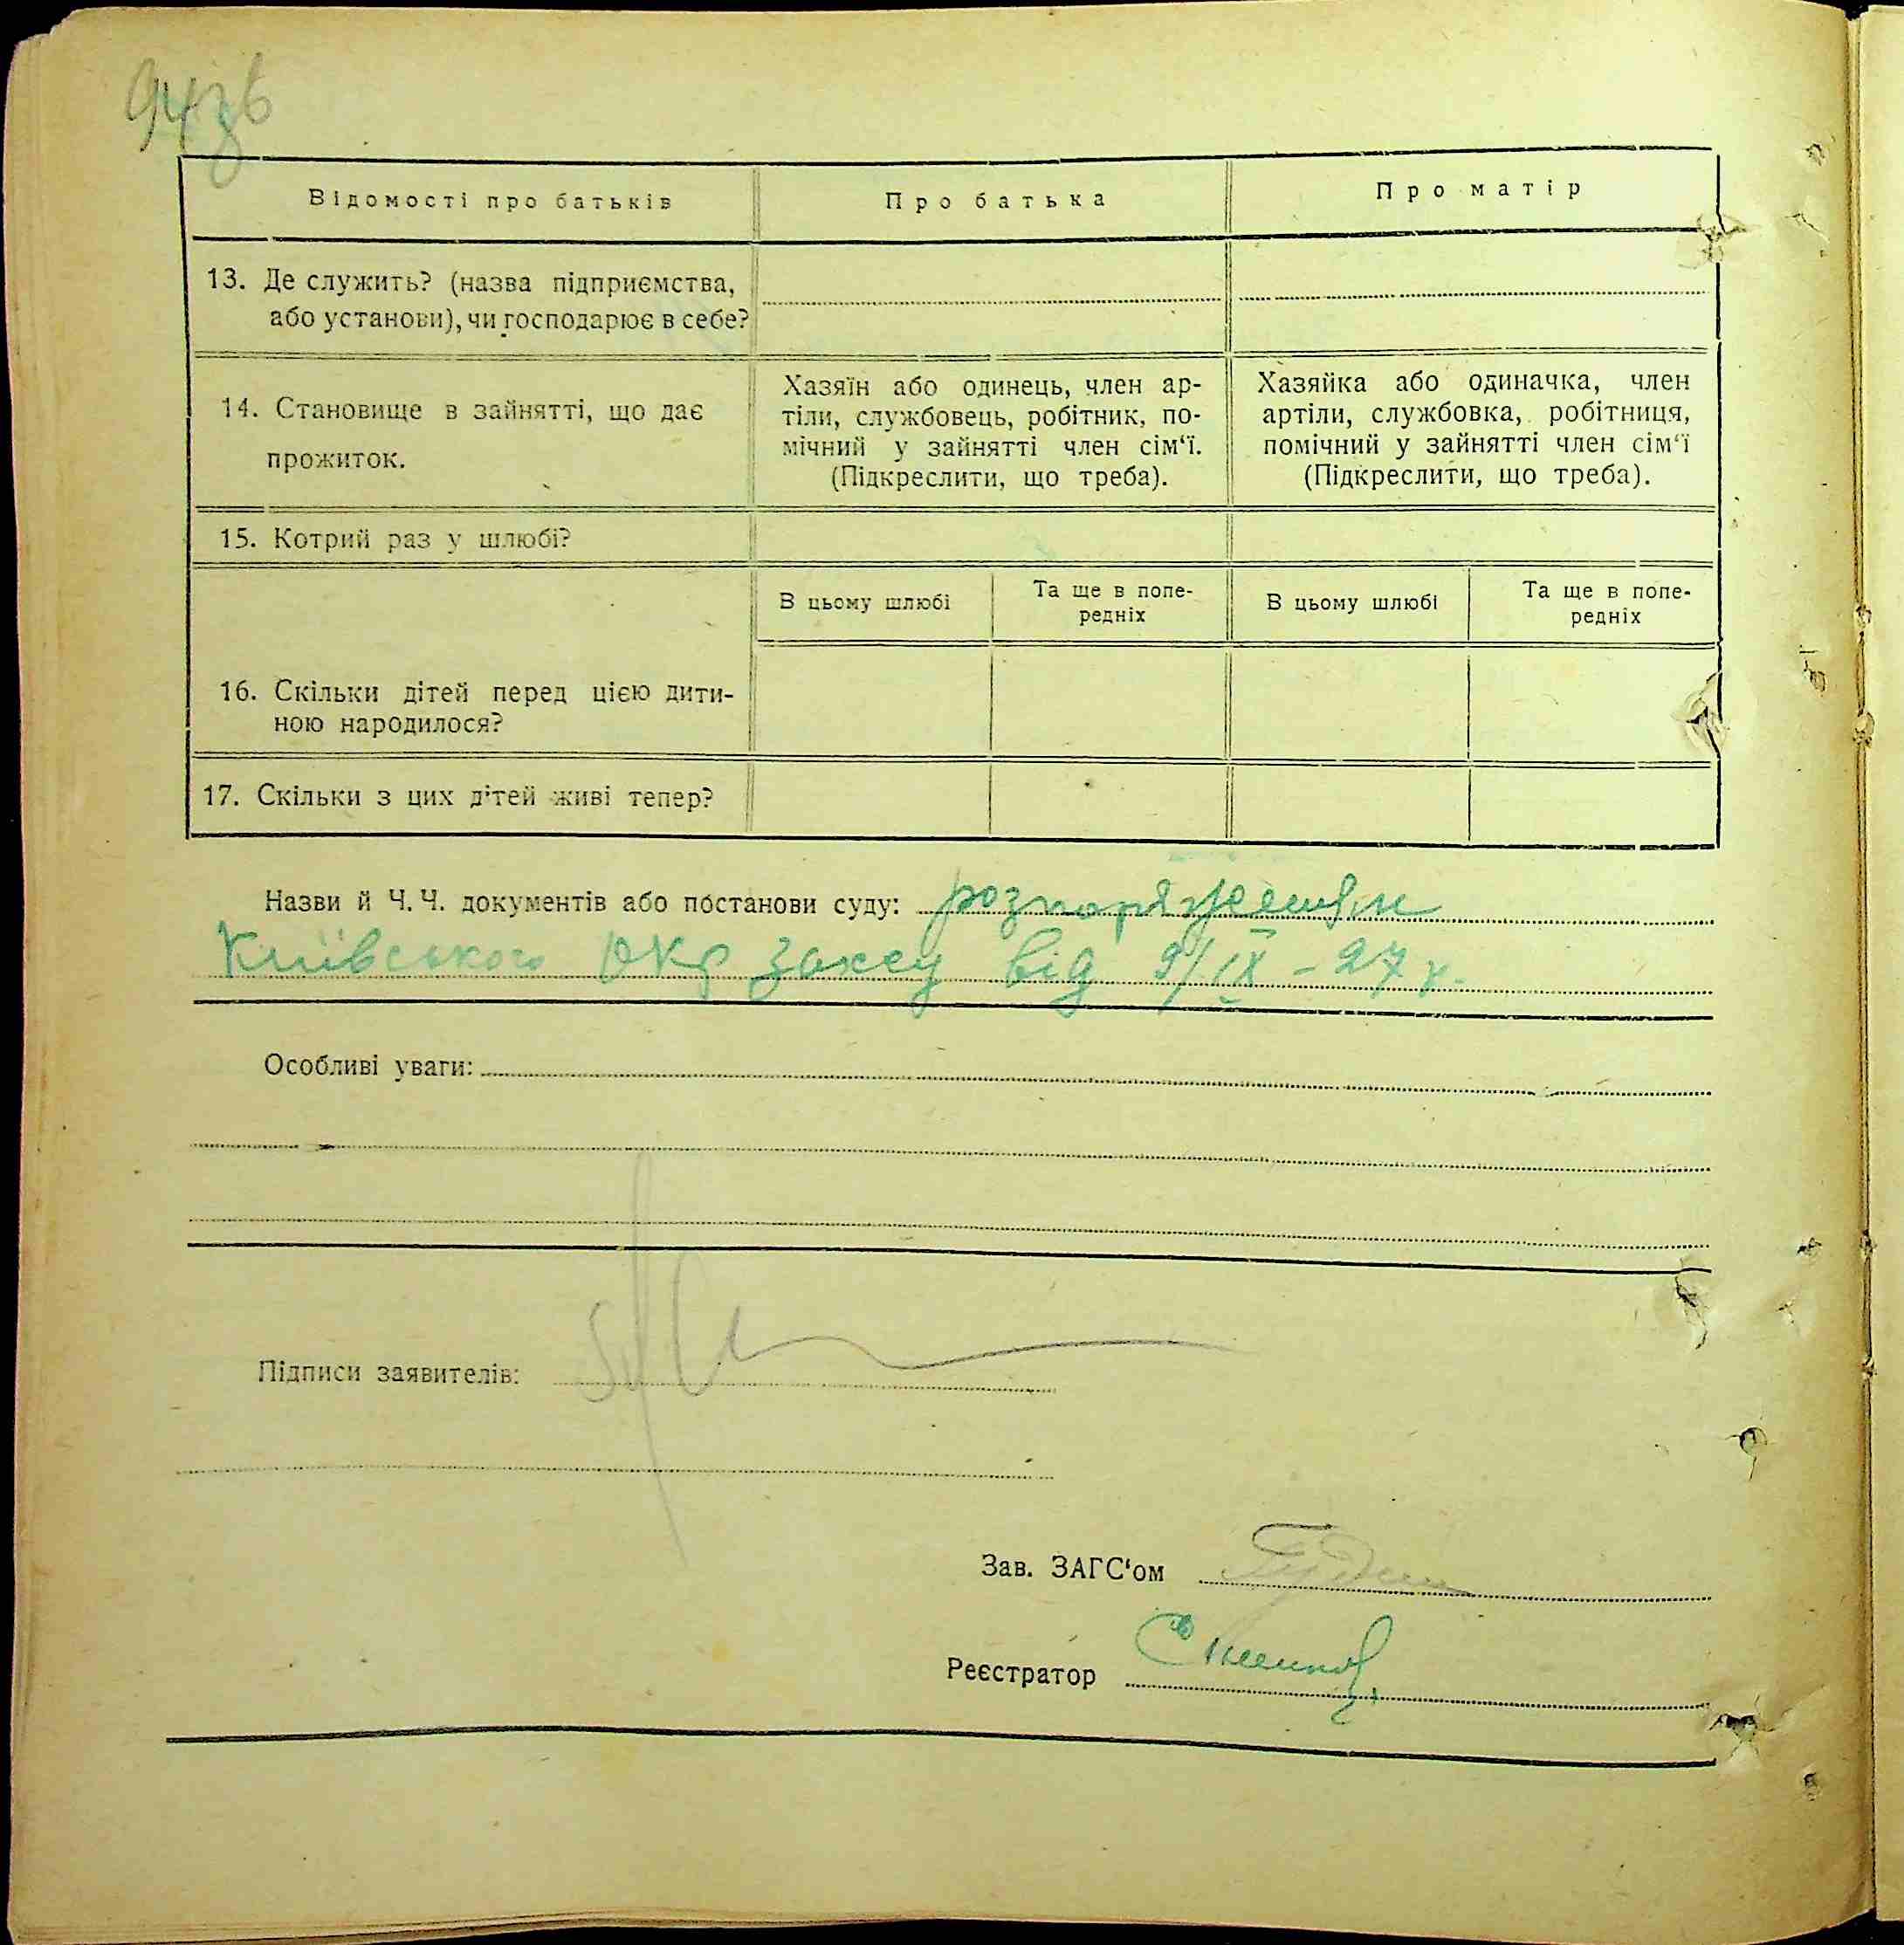 94зв
Відомості про батьків
Про батька
Про матір
13. Де служить? (назва підприємства,
або установи), чи господарює в себе?
14. Становище в зайнятті, що дає
прожиток.
Хазяїн або одинець, член ар-
тіли, службовець, робітник, по-
мічний у зайнятті член сім‘ї.
(Підкреслити, що треба).
Хазяйка або одиначка, член
артіли, службовка, робітниця,
помічний у зайнятті член сім‘ї
(Підкреслити, що треба).
15. Котрий раз у шлюбі?
В цьому шлюбі
Та ще в попе-
редніх
В цьому шлюбі
Та ще в попе-
редніх
16. Скільки дітей перед цією дити-
ною народилося?
17. Скільки з цих дітей живі тепер?
Назви й Ч. Ч. документів або постанови суду:
Київського Окр загсу від 9/IX - 27 р.
Особливі уваги:
Підписи заявителів:
Зав. ЗАГС‘ом
Реєстратор